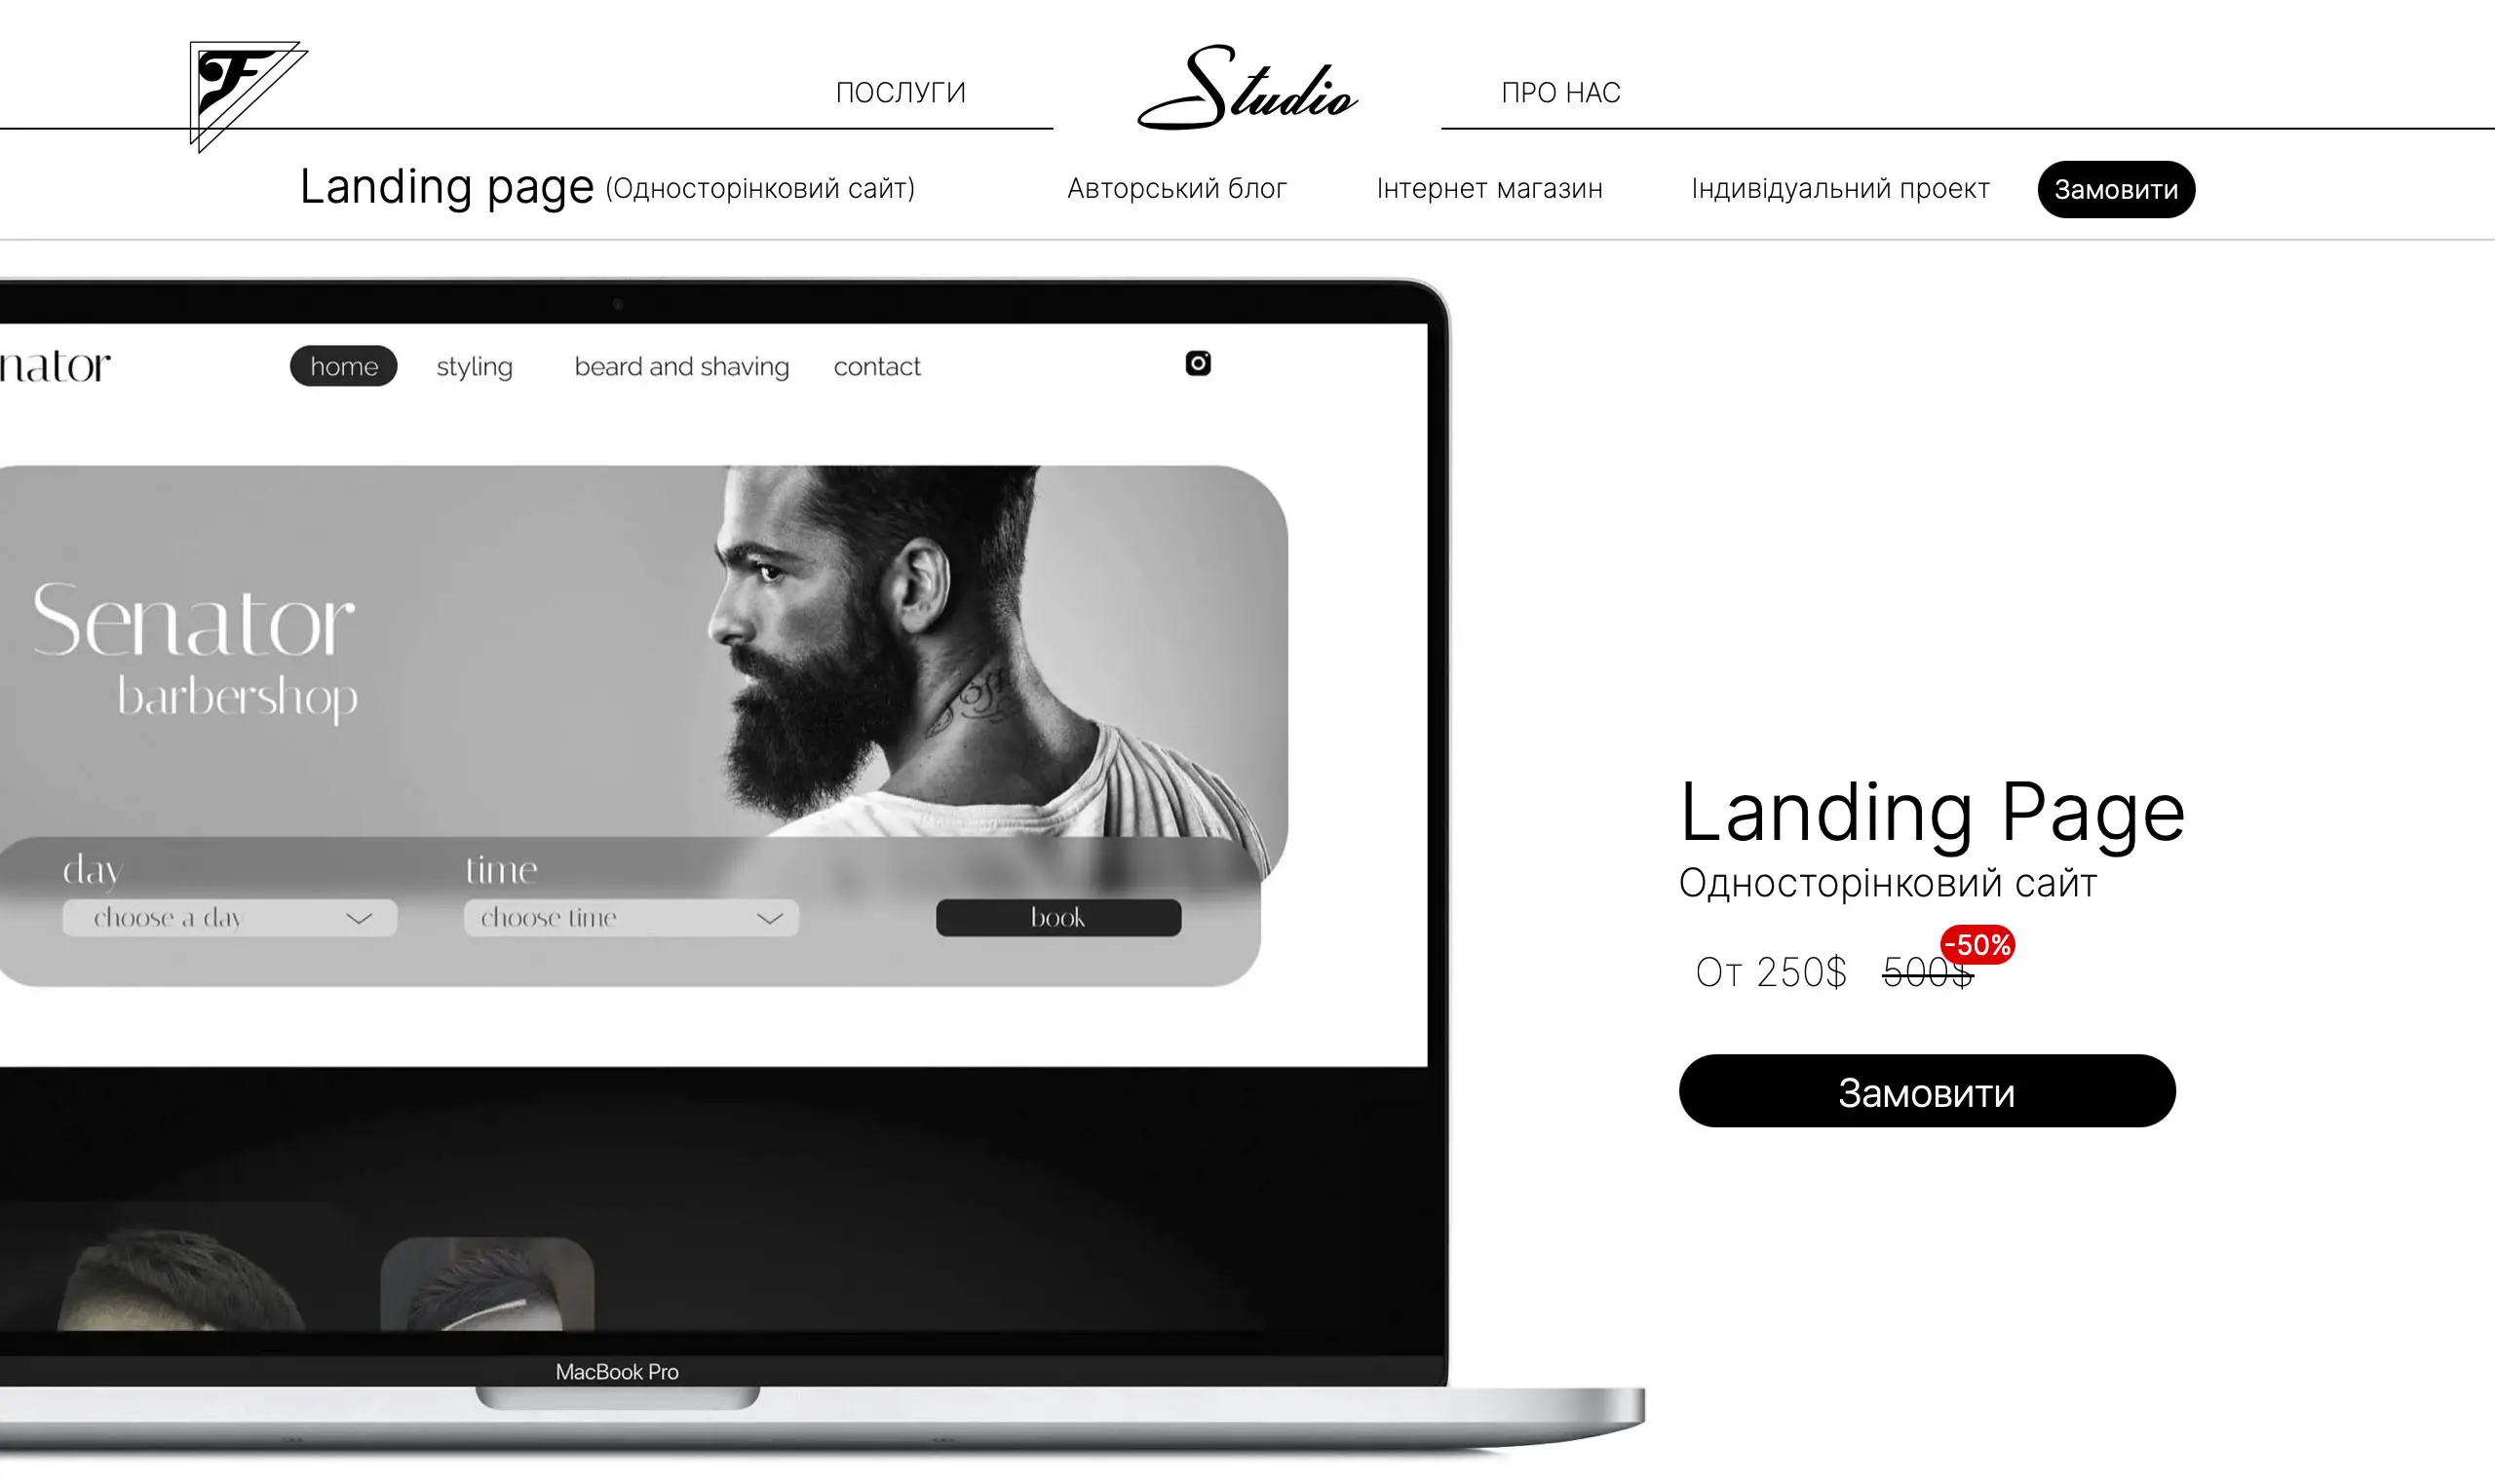 F
ПОСЛУГИ
Studio
ПРО НАС
Landing page (Односторінковий сайт)
Авторський блог
Інтернет магазин
Індивідуальний проект
Замовити
nator
home
styling
beard and shaving
contact
Senator
barbershop
day
time
choose a day
choose time
book
MacBook Pro
Landing Page
Односторінковий сайт
-50%
От 250$ 500$
Замовити